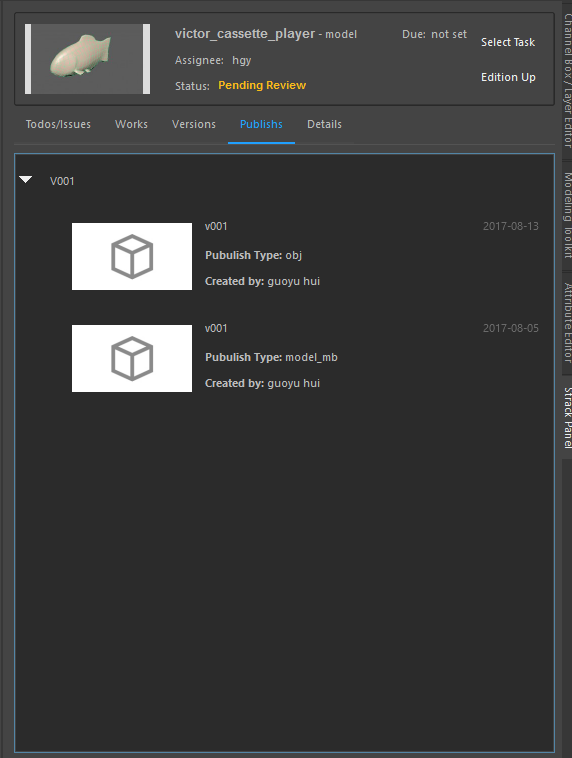 victor_cassette_player - model
Due: not set
Select Task
Assignee: hgy
Edition Up
Status: Pending Review
Todos/Issues
Works
Versions
Publishs
Details
V001
v001
2017-08-13
Pubulish Type: obj
Created by: guoyu hui
v001
2017-08-05
Pubulish Type: model_mb
Created by: guoyu hui
Channel Box / Layer Editor
Modeling Toolkit
Attribute Editor
Strack Panel